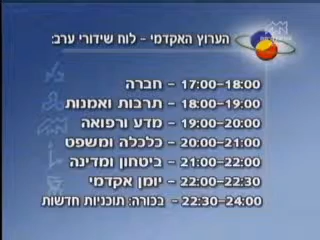 הערוץ האקדמי - לוח שידורי ערב:
17:00-18:00 - חברה
18:00-19:00 - תרבות ואמנות
19:00-20:00 - מדע ורפואה
20:00-21:00 - כלכלה ומשפט
21:00-22:00 - ביטחון ומדינה
22:00-22:30 - יומן אקדמי
22:30-24:00 - בכורה: תוכניות חדשות